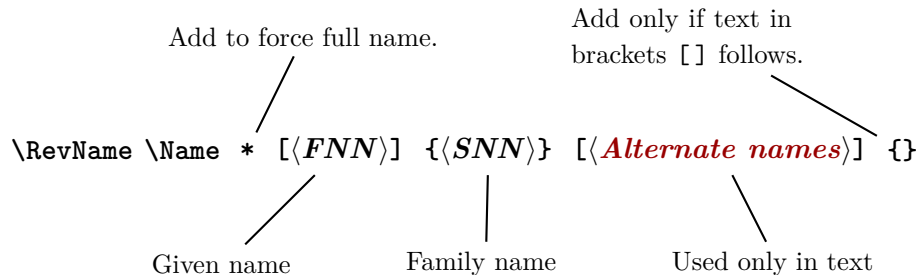 Add to force full name.
Add only if text in
brackets [] follows.
\RevName \Name * [⟨FNN⟩] {⟨SNN⟩} [⟨Alternate names⟩] {}
Given name
Family name
Used only in text